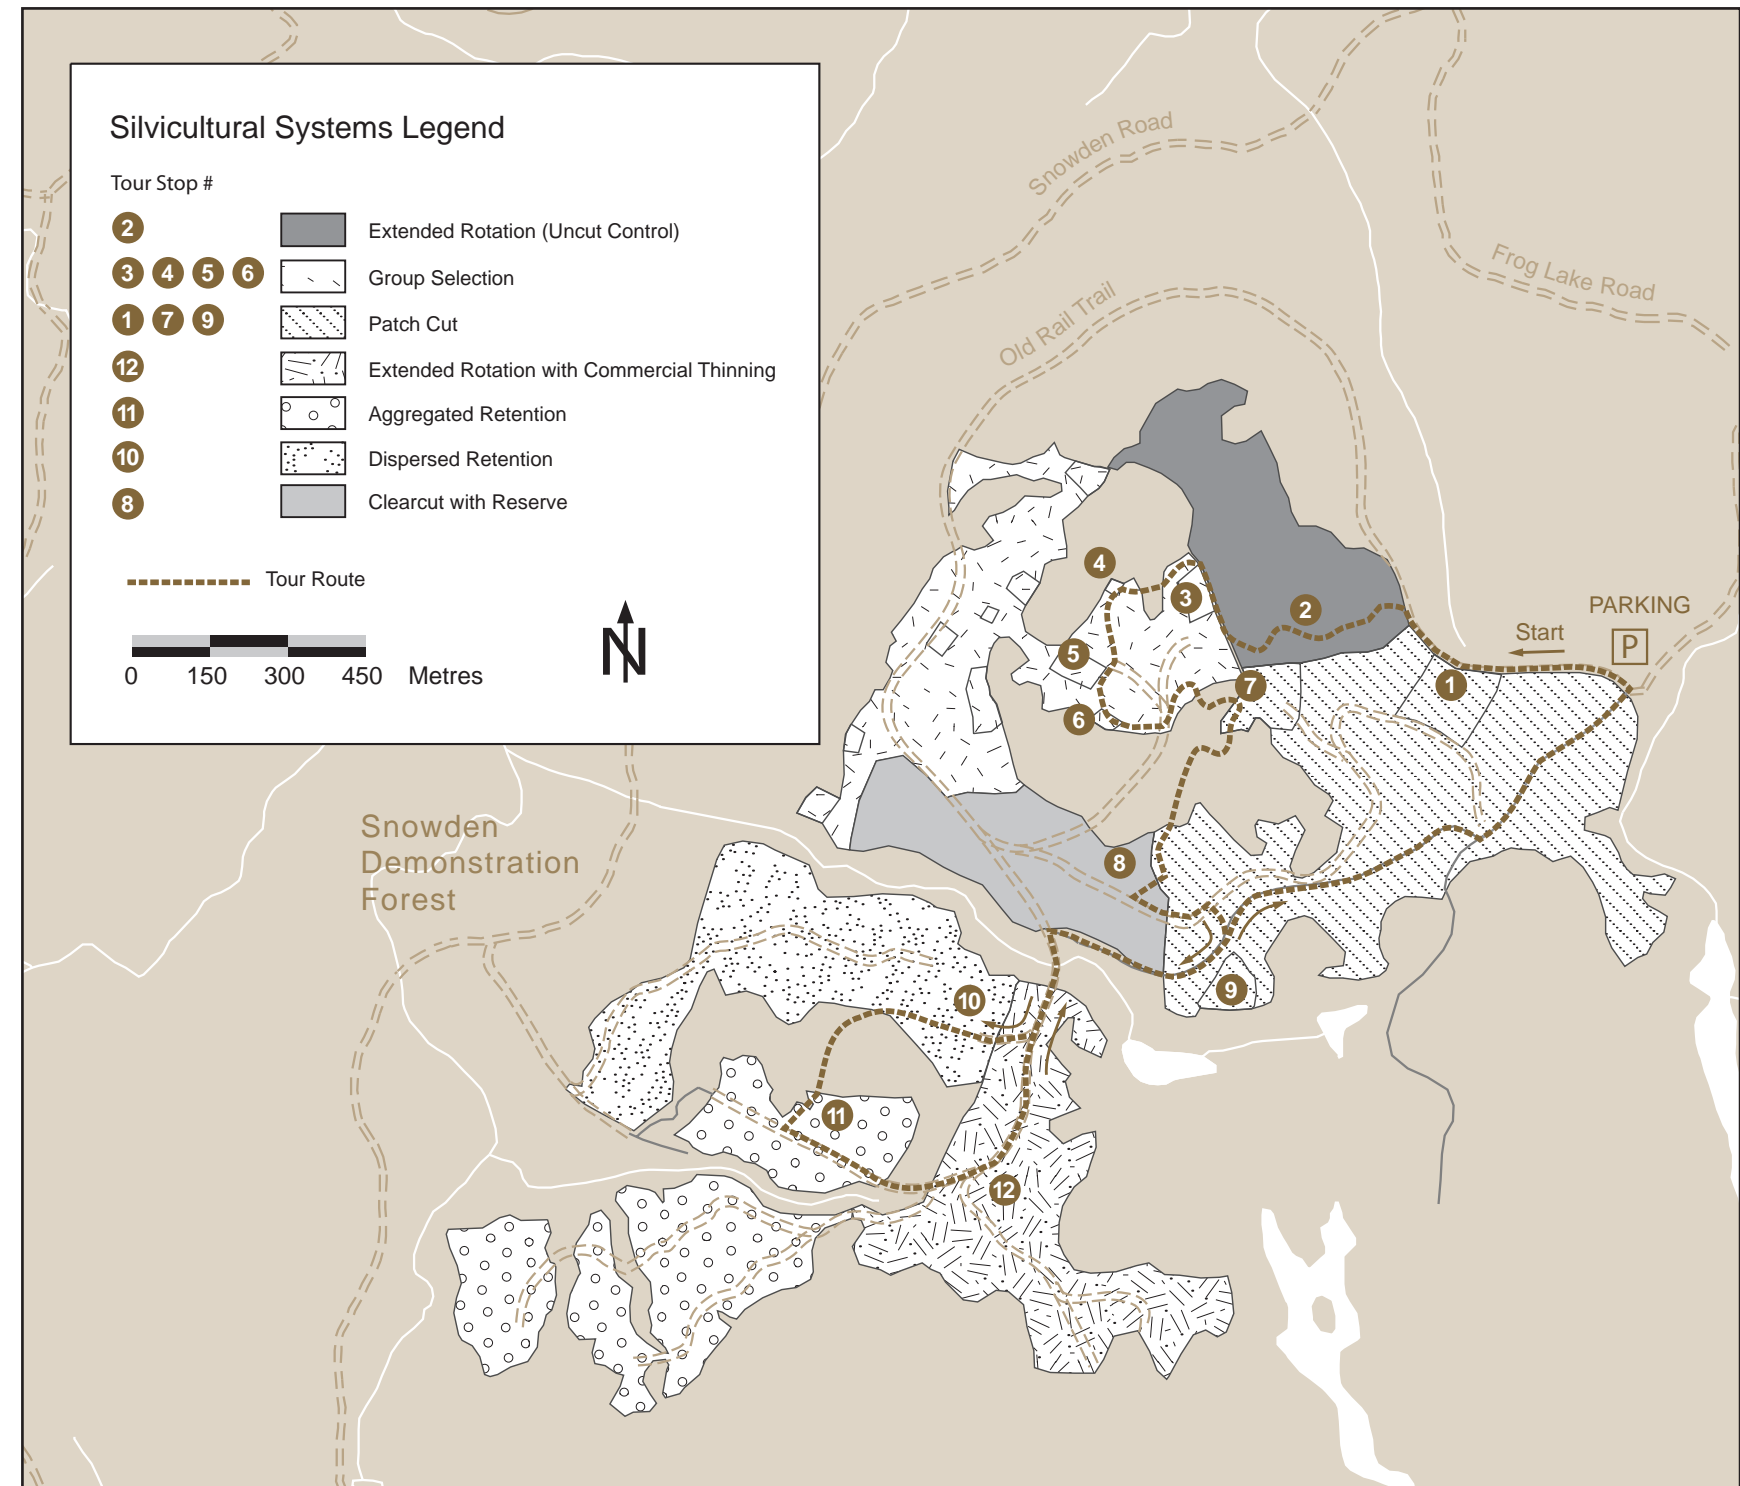 Silvicultural Systems Legend
Tour Stop #
2 Extended Rotation (Uncut Control)
3 4 5 6 Group Selection
1 7 9 Patch Cut
12 Extended Rotation with Commercial Thinning
11 Aggregated Retention
10 Dispersed Retention
8 Clearcut with Reserve
Tour Route
N
0 150 300 450 Metres
Snowden Road
Frog Lake Road
Old Rail Trail
4
3
2
PARKING
Start
P
5
7
1
6
Snowden
Demonstration
Forest
8
9
10
11
12